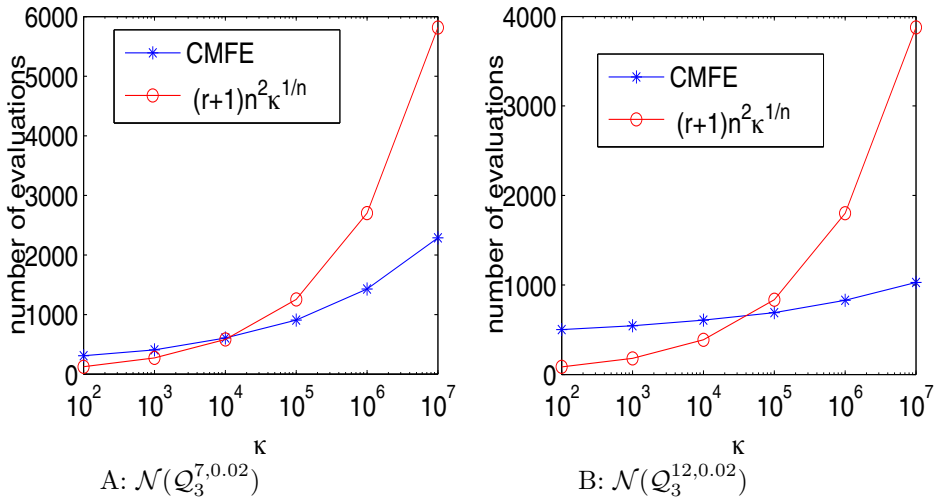 6000
5000
4000
3000
2000
1000
0
number of evaluations
CMFE
(r+1)n²κ^{1/n}
10² 10³ 10⁴ 10⁵ 10⁶ 10⁷
κ
A: 𝒩(𝒬₃^{7,0.02})
4000
3000
2000
1000
0
number of evaluations
CMFE
(r+1)n²κ^{1/n}
10² 10³ 10⁴ 10⁵ 10⁶ 10⁷
κ
B: 𝒩(𝒬₃^{12,0.02})